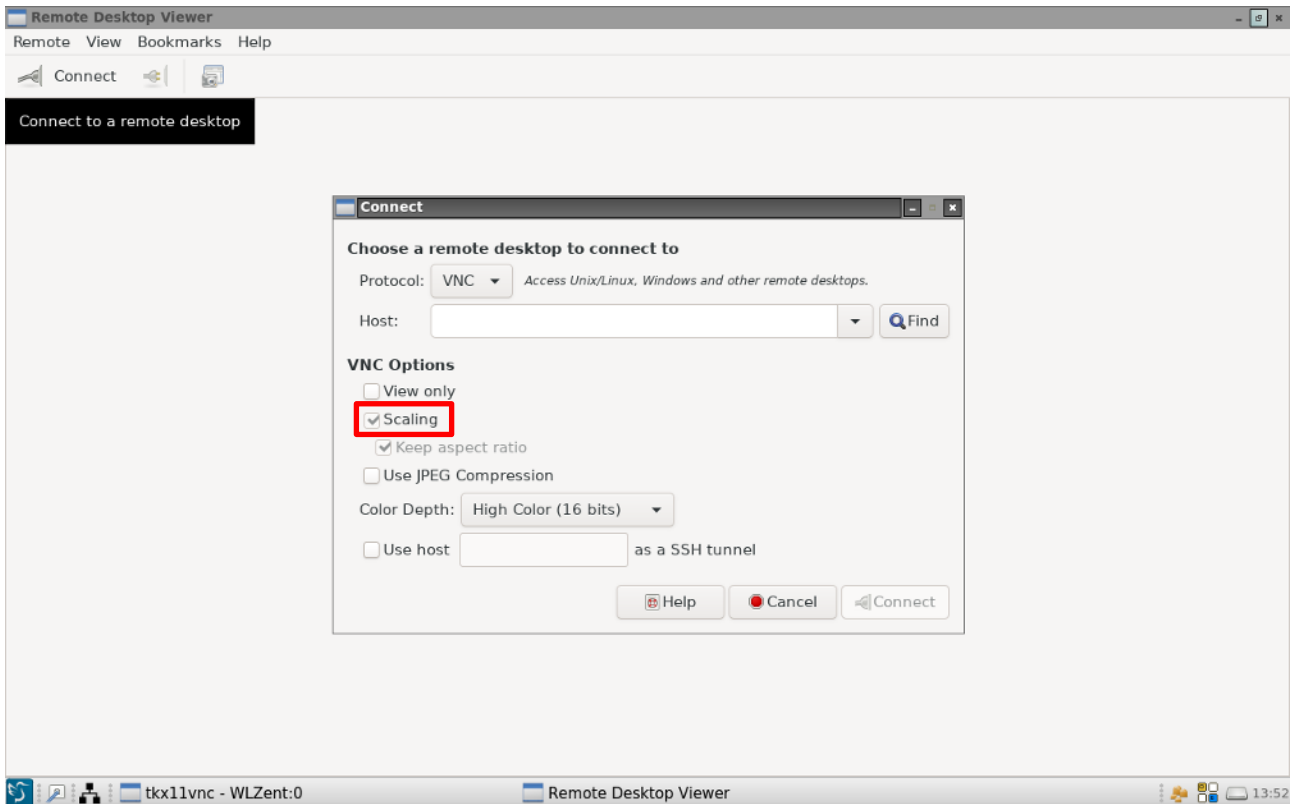 Remote Desktop Viewer
Remote View Bookmarks Help
Connect
Connect to a remote desktop
Connect
Choose a remote desktop to connect to
Protocol: VNC Access Unix/Linux, Windows and other remote desktops.
Host: Find
VNC Options
View only
Scaling
Keep aspect ratio
Use JPEG Compression
Color Depth: High Color (16 bits)
Use host as a SSH tunnel
Help Cancel Connect
tkx11vnc - WLZent:0 Remote Desktop Viewer 13:52